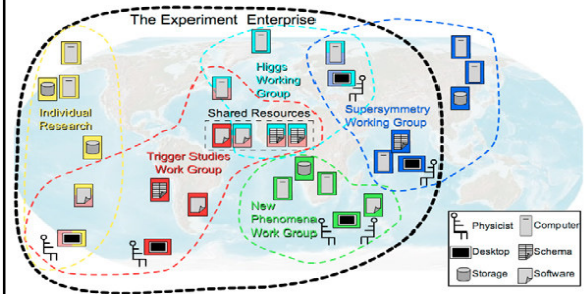 The Experiment Enterprise
Higgs
Working
Group
Individual
Research
Shared Resources
Supersymmetry
Working Group
Trigger Studies
Work Group
New
Phenomena
Work Group
Physicist
Computer
Desktop
Schema
Storage
Software